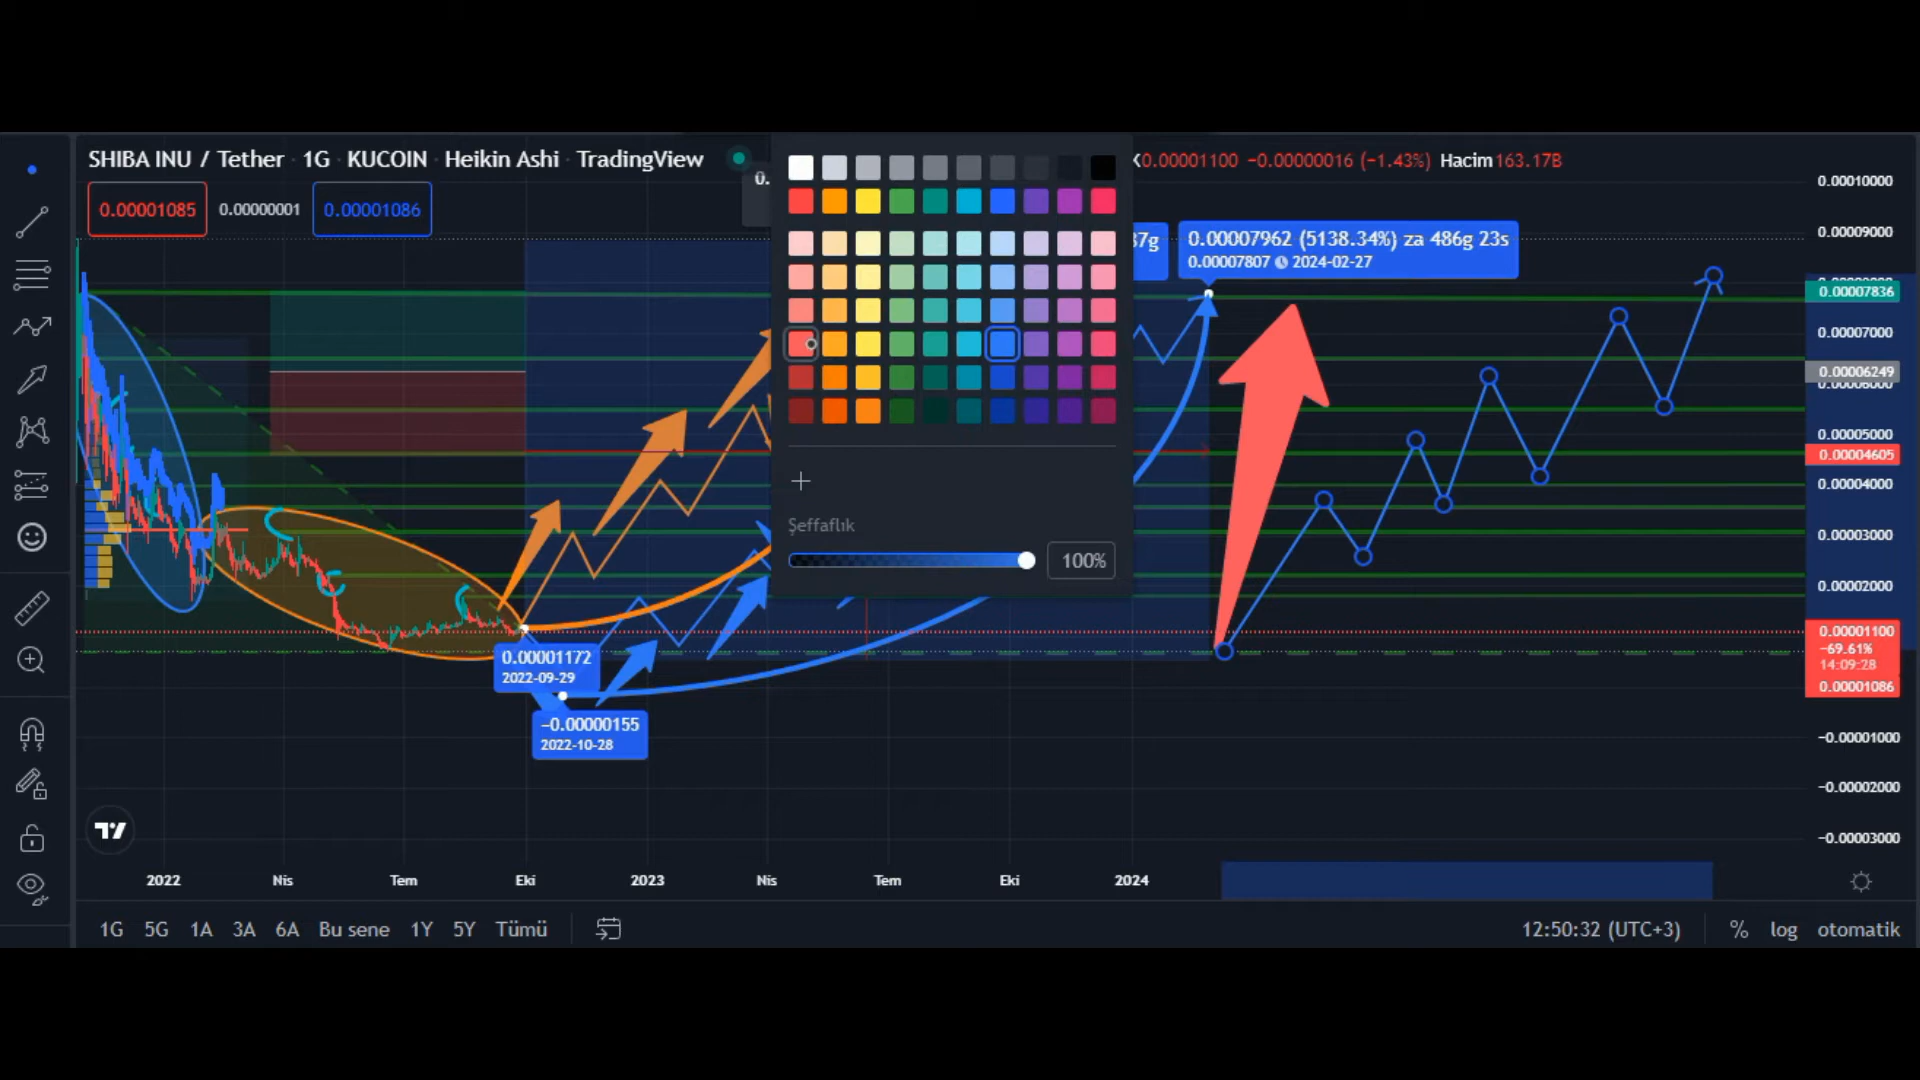 SHIBA INU / Tether · 1G · KUCOIN · Heikin Ashi · TradingView
0.00001100 −0.00000016 (−1.43%) Hacim 163.17B
0.00001085 0.00000001 0.00001086
0.
37g
0.00007962 (5138.34%) za 486g 23s
0.00007807 2024-02-27
Şeffaflık
100%
0.00001172
2022-09-29
−0.00000155
2022-10-28
0.00010000
0.00009000
0.00007836
0.00007000
0.00006249
0.00006000
0.00005000
0.00004605
0.00004000
0.00003000
0.00002000
0.00001100
−69.61%
14:09:28
0.00001086
−0.00001000
−0.00002000
−0.00003000
2022 Nis Tem Eki 2023 Nis Tem Eki 2024
1G 5G 1A 3A 6A Bu sene 1Y 5Y Tümü
12:50:32 (UTC+3) % log otomatik